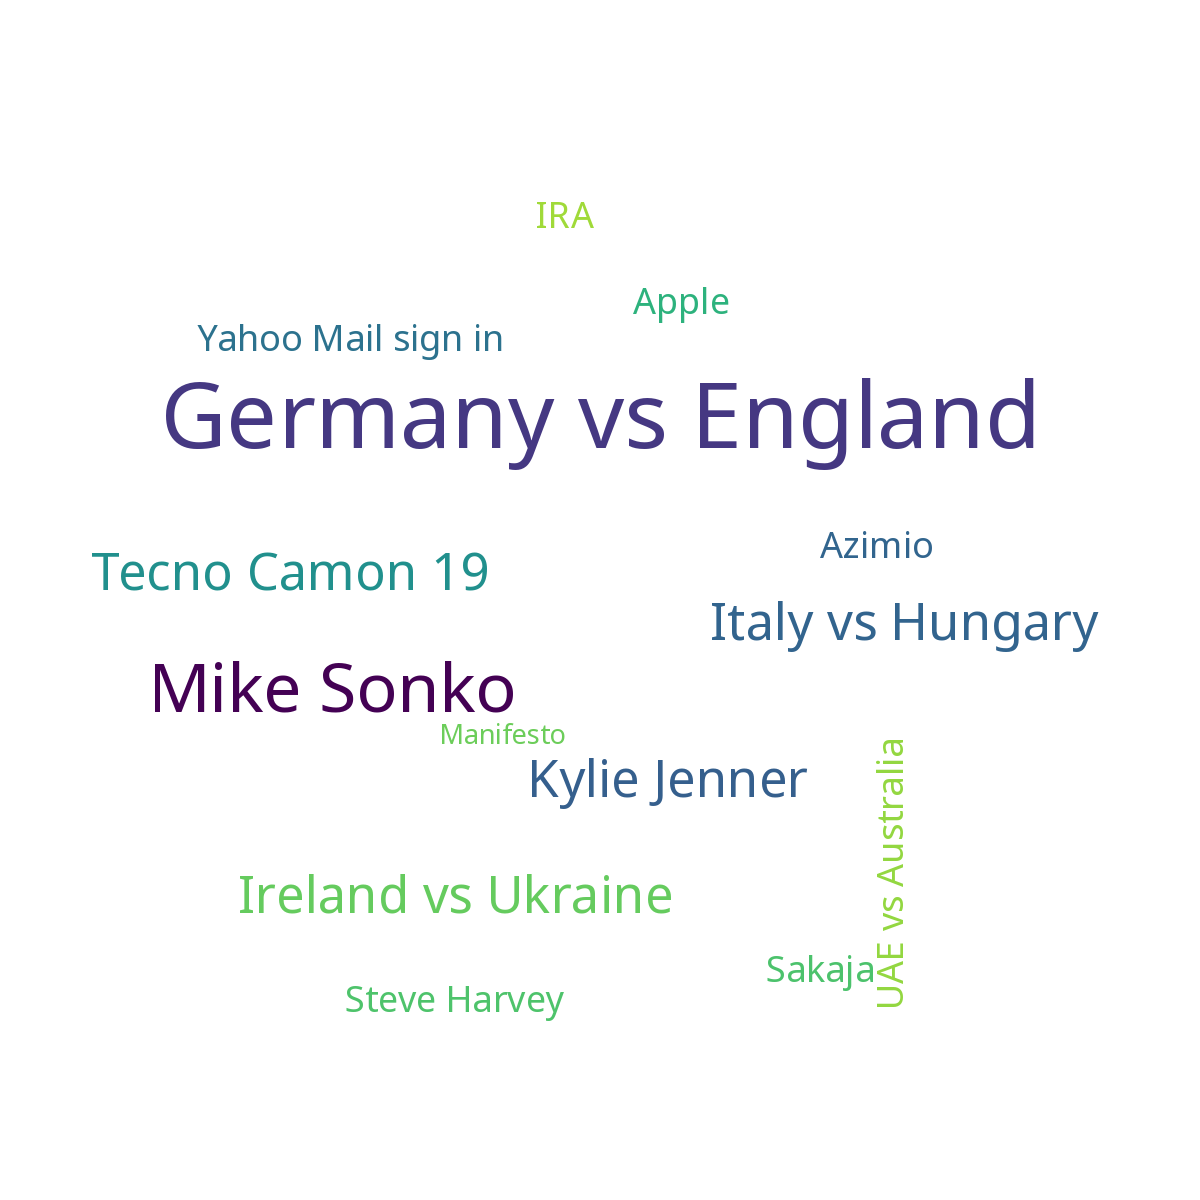 IRA
Apple
Yahoo Mail sign in
Germany vs England
Azimio
Tecno Camon 19
Italy vs Hungary
Mike Sonko
Manifesto
Kylie Jenner
UAE vs Australia
Ireland vs Ukraine
Sakaja
Steve Harvey